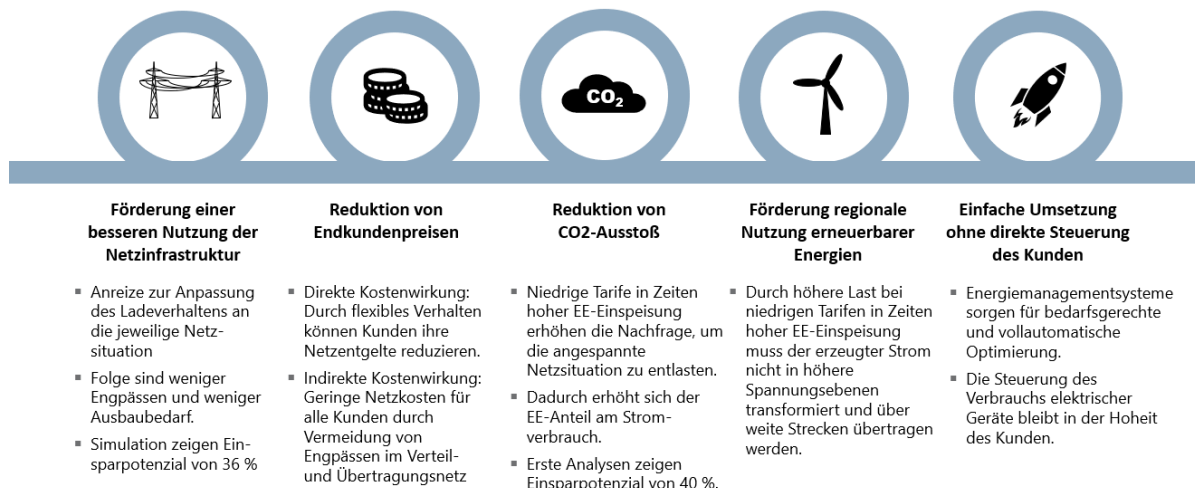 CO2
Förderung einer
besseren Nutzung der
Netzinfrastruktur
▪ Anreize zur Anpassung
des Ladeverhaltens an
die jeweilige Netz-
situation
▪ Folge sind weniger
Engpässen und weniger
Ausbaubedarf.
▪ Simulation zeigen Ein-
sparpotenzial von 36 %
Reduktion von
Endkundenpreisen
▪ Direkte Kostenwirkung:
Durch flexibles Verhalten
können Kunden ihre
Netzentgelte reduzieren.
▪ Indirekte Kostenwirkung:
Geringe Netzkosten für
alle Kunden durch
Vermeidung von
Engpässen im Verteil-
und Übertragungsnetz
Reduktion von
CO2-Ausstoß
▪ Niedrige Tarife in Zeiten
hoher EE-Einspeisung
erhöhen die Nachfrage, um
die angespannte
Netzsituation zu entlasten.
▪ Dadurch erhöht sich der
EE-Anteil am Strom-
verbrauch.
▪ Erste Analysen zeigen
Einsparpotenzial von 40 %.
Förderung regionale
Nutzung erneuerbarer
Energien
▪ Durch höhere Last bei
niedrigen Tarifen in Zeiten
hoher EE-Einspeisung
muss der erzeugter Strom
nicht in höhere
Spannungsebenen
transformiert und über
weite Strecken übertragen
werden.
Einfache Umsetzung
ohne direkte Steuerung
des Kunden
▪ Energiemanagementsysteme
sorgen für bedarfsgerechte
und vollautomatische
Optimierung.
▪ Die Steuerung des
Verbrauchs elektrischer
Geräte bleibt in der Hoheit
des Kunden.